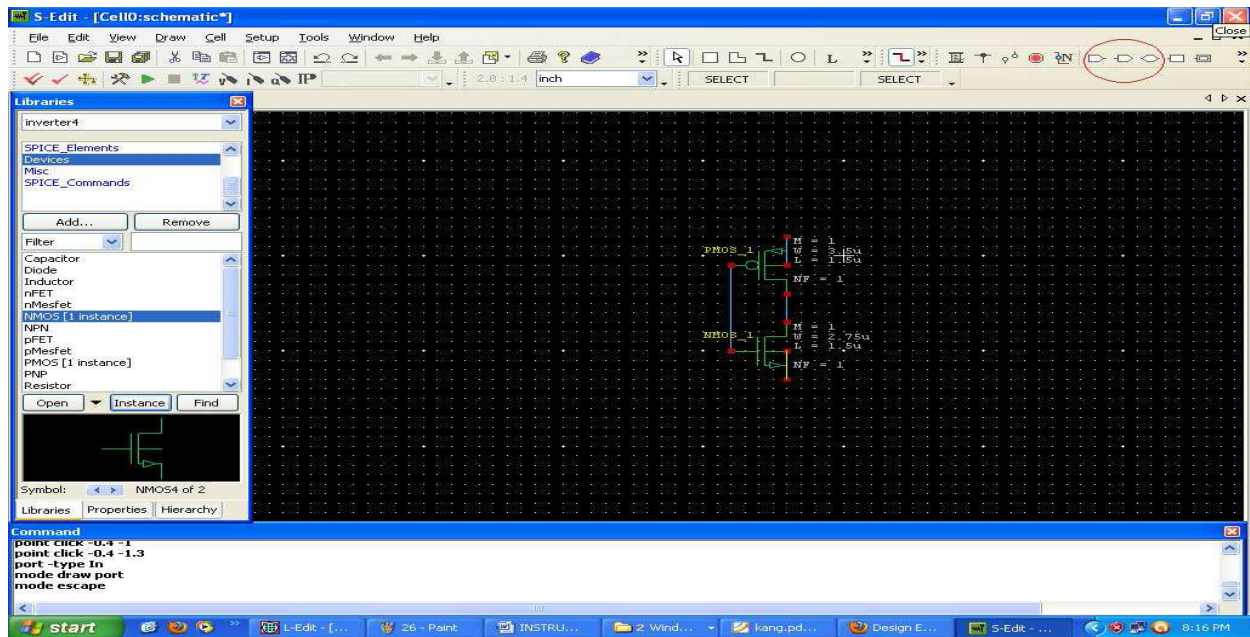 S-Edit - [Cell0:schematic*]
Close
File Edit View Draw Cell Setup Tools Window Help
2.8 : 1.4 inch SELECT SELECT
Libraries
inverter4
SPICE_Elements
Devices
Misc
SPICE_Commands
Add... Remove
Filter
Capacitor
Diode
Inductor
nFET
nMesfet
NMOS [1 instance]
NPN
pFET
pMesfet
PMOS [1 instance]
PNP
Resistor
Open Instance Find
Symbol: NMOS4 of 2
Libraries Properties Hierarchy
PMOS_1
M = 1
W = 3.5u
L = 1.5u
NF = 1
NMOS_1
M = 1
W = 2.75u
L = 1.5u
NF = 1
Command
point click -0.4 -1
point click -0.4 -1.3
port -type In
mode draw port
mode escape
start L-Edit - [... 26 - Paint INSTRU... 2 Wind... kang.pd... Design E... S-Edit - ... 8:16 PM